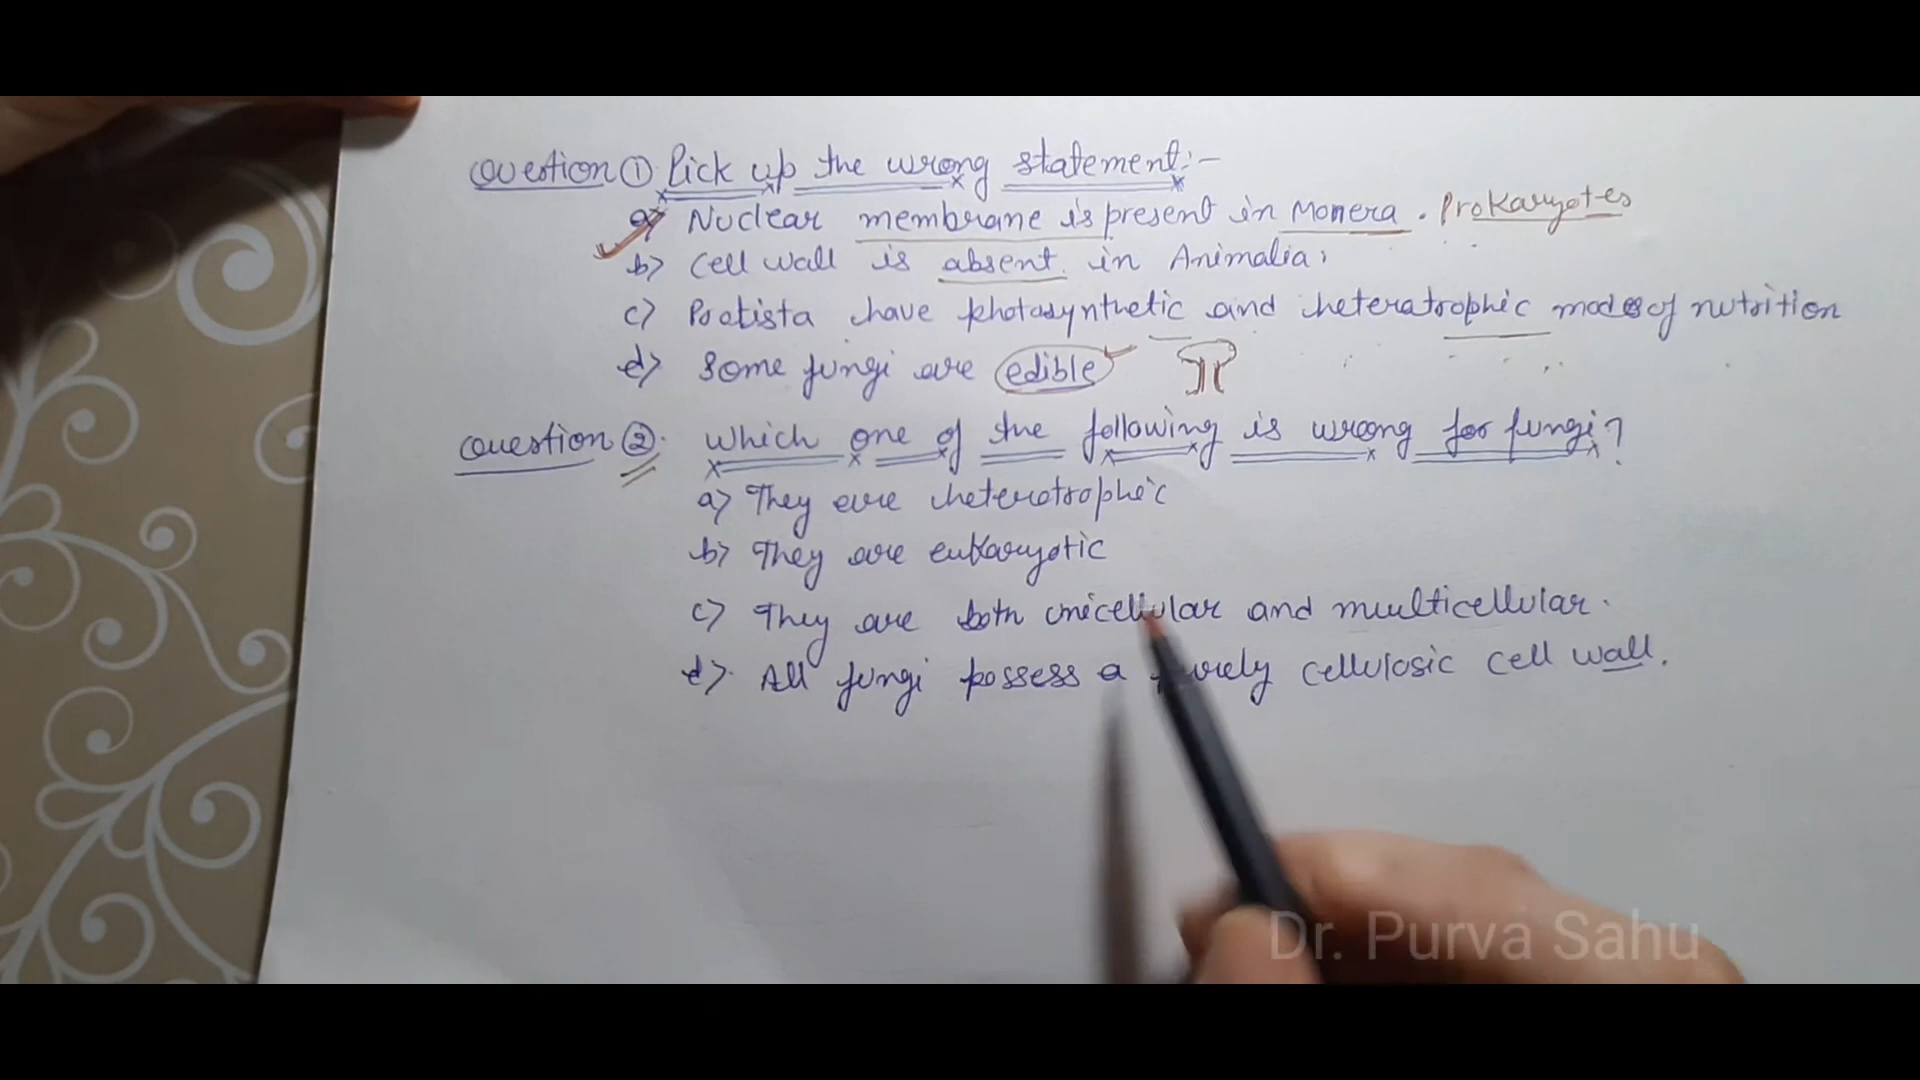 Question ① Pick up the wrong statement:-
a) Nuclear membrane is present in Monera. Prokaryotes
b) Cell wall is absent in Animalia.
c) Protista have photosynthetic and heterotrophic modes of nutrition
d) Some fungi are edible
Question ②. Which one of the following is wrong for fungi?
a) They are heterotrophic
b) They are eukaryotic
c) They are both unicellular and multicellular.
d). All fungi possess a purely cellulosic cell wall.
Dr. Purva Sahu